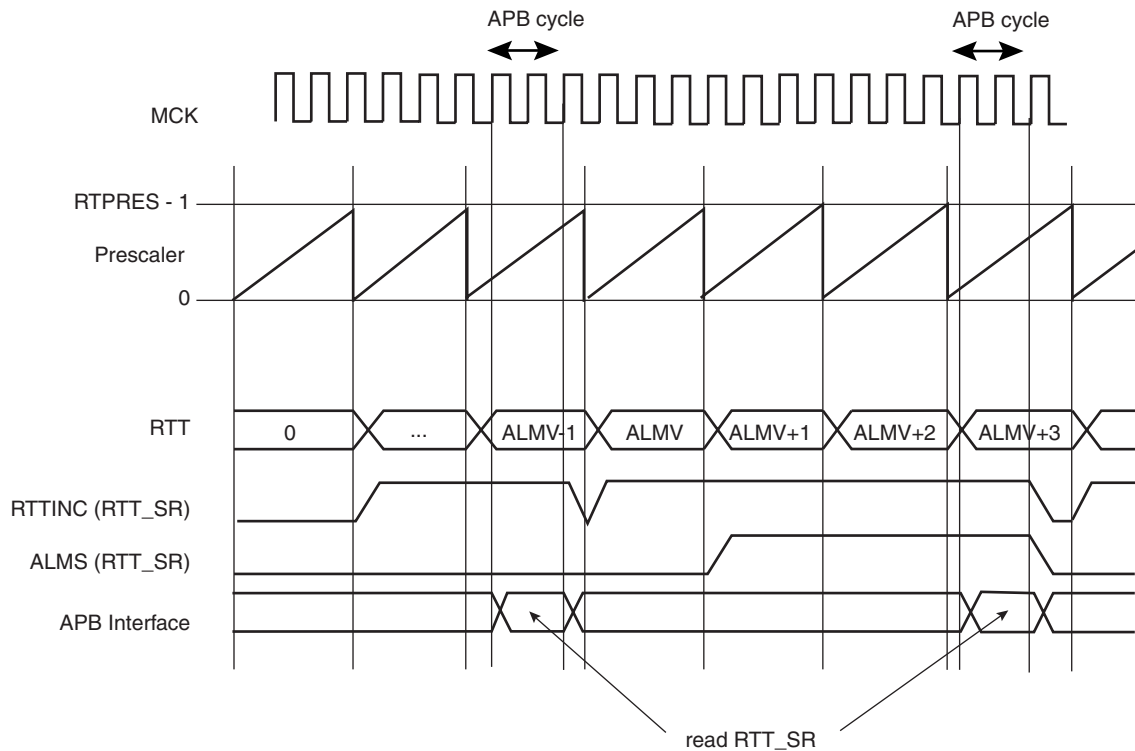 APB cycle
APB cycle
MCK
RTPRES - 1
Prescaler
0
RTT
0
...
ALMV-1
ALMV
ALMV+1
ALMV+2
ALMV+3
RTTINC (RTT_SR)
ALMS (RTT_SR)
APB Interface
read RTT_SR